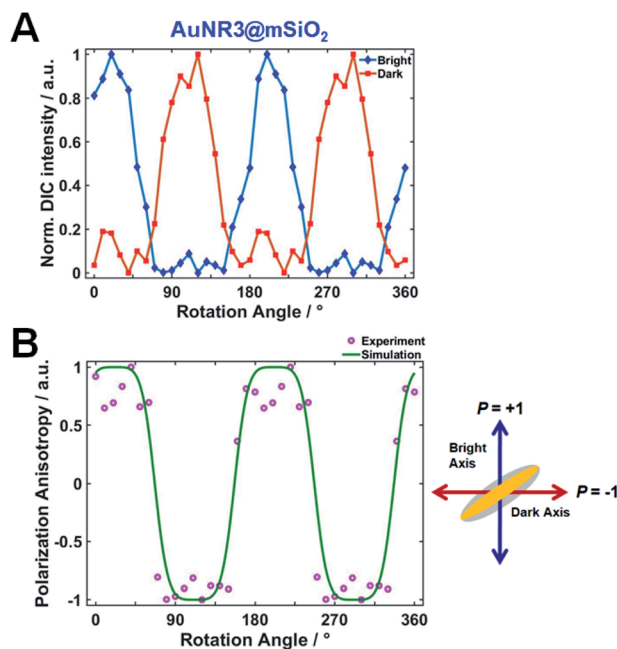 A
AuNR3@mSiO₂
Norm. DIC intensity / a.u.
1
0.8
0.6
0.4
0.2
0
Bright
Dark
0 90 180 270 360
Rotation Angle / °
B
Polarization Anisotropy / a.u.
Experiment
Simulation
1
0.5
0
-0.5
-1
0 90 180 270 360
Rotation Angle / °
P = +1
Bright
Axis
P = -1
Dark Axis